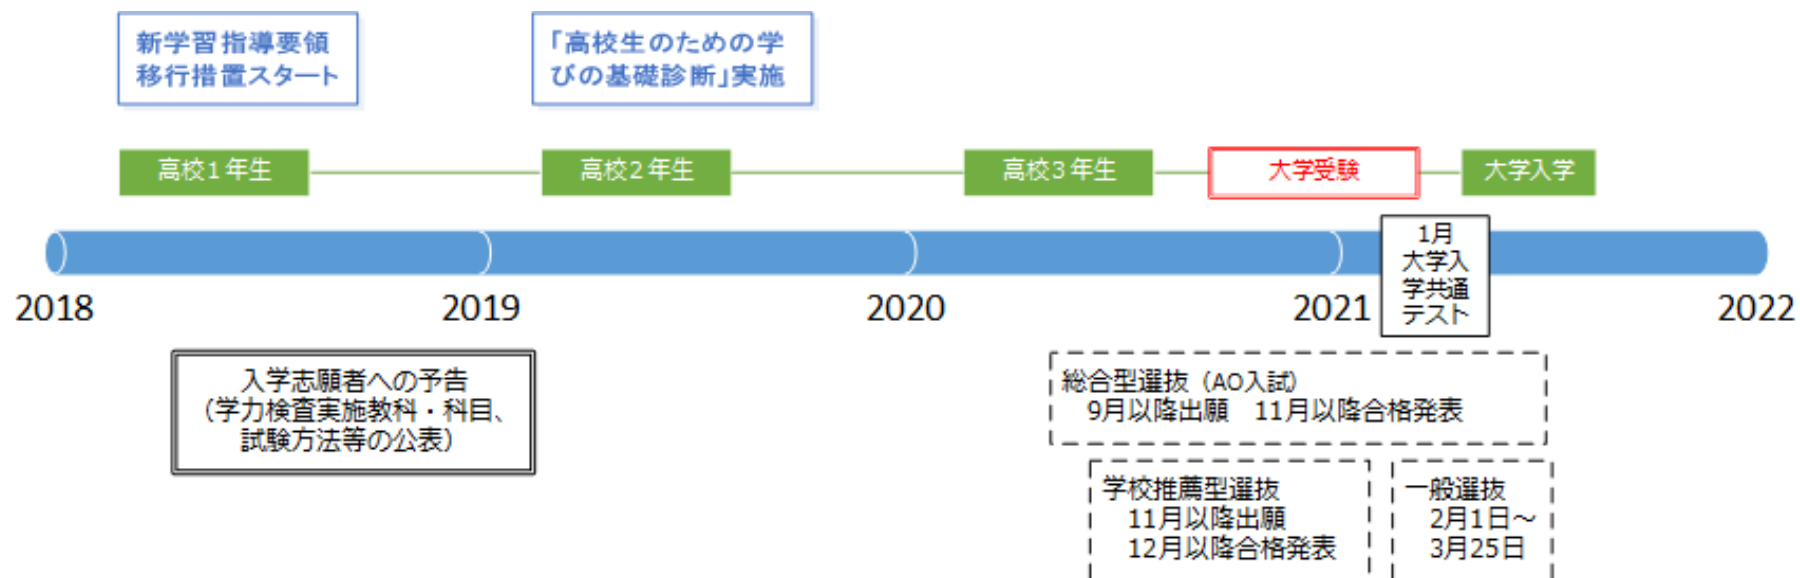 新学習指導要領
移行措置スタート
「高校生のための学
びの基礎診断」実施
高校1年生
高校2年生
高校3年生
大学受験
大学入学
1月
大学入
学共通
テスト
2018
2019
2020
2021
2022
入学志願者への予告
（学力検査実施教科・科目、
試験方法等の公表）
総合型選抜（AO入試）
9月以降出願　11月以降合格発表
学校推薦型選抜
11月以降出願
12月以降合格発表
一般選抜
2月1日～
3月25日